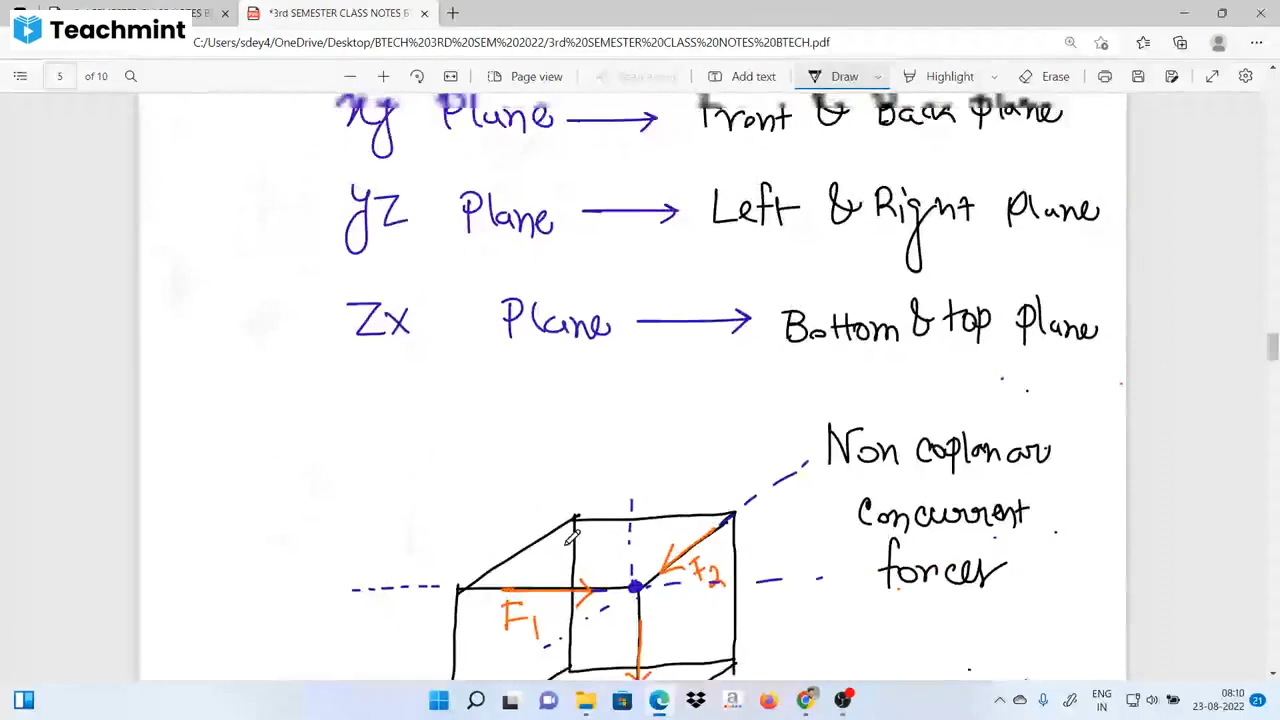 *3rd SEMESTER CLASS NOTES B
Teachmint
C:/Users/sdey4/OneDrive/Desktop/BTECH%203RD%20SEM%202022/3rd%20SEMESTER%20CLASS%20NOTES%20BTECH.pdf
5 of 10
Page view
Add text
Draw
Highlight
Erase
xy Plane → Front & Back plane
yz Plane → Left & Right plane
Zx Plane → Bottom & top plane
Non coplanar
concurrent
forces
F2
F1
ENG
IN
08:10
23-08-2022
21